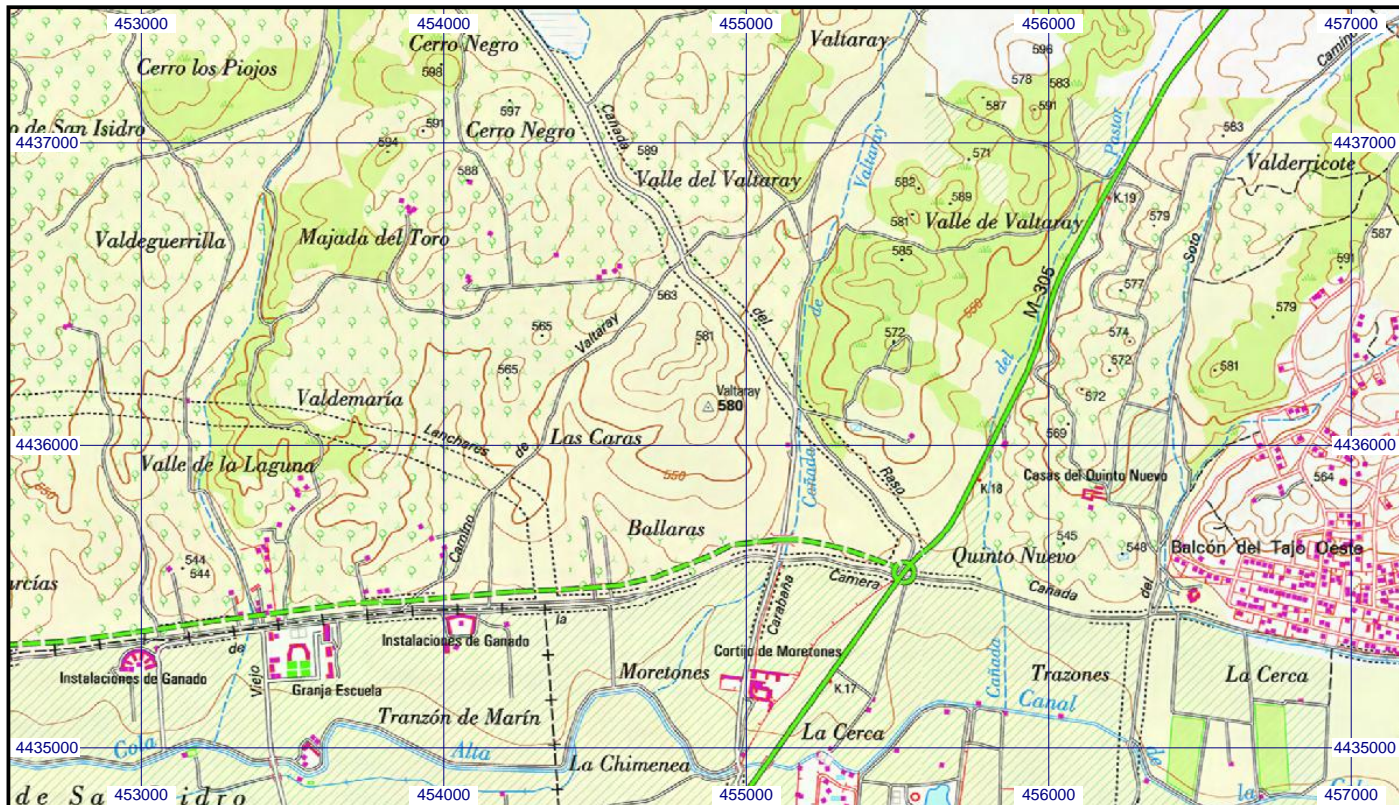 453000 454000 455000 456000 457000
Cerro Negro
Valtaray
Camino
Cerro los Piojos
598
596
578
583
587
591
597
Cerro Negro
Cañada
591
Pastor
583
o de San Isidro
4437000
4437000
594
589
571
Valderricote
588
Valle del Valtaray
Valtaray
582
589
K.19
581
Valle de Valtaray
579
587
Valdeguerrilla
Majada del Toro
585
Soto
591
563
577
M-305
550
579
del
de
565
Valtaray
581
572
574
572
565
581
Valtaray
580
572
Valdemaría
del
Lanchares
de
Las Caras
569
4436000
4436000
Valle de la Laguna
550
550
Cañada
Raso
K.18
Casas del Quinto Nuevo
564
Camino
Ballaras
545
544
544
548
Quinto Nuevo
Balcón del Tajo Oeste
urcías
Camera
Canada
del
Carabaña
la
de
Instalaciones de Ganado
Instalaciones de Ganado
Viejo
Granja Escuela
Moretones
Cortijo de Moretones
Cañada
Trazones
La Cerca
K.17
Canal
Tranzón de Marín
La Cerca
4435000
Cola
Alta
4435000
La Chimenea
de
la
de Sa idro
453000 454000 455000 456000 457000